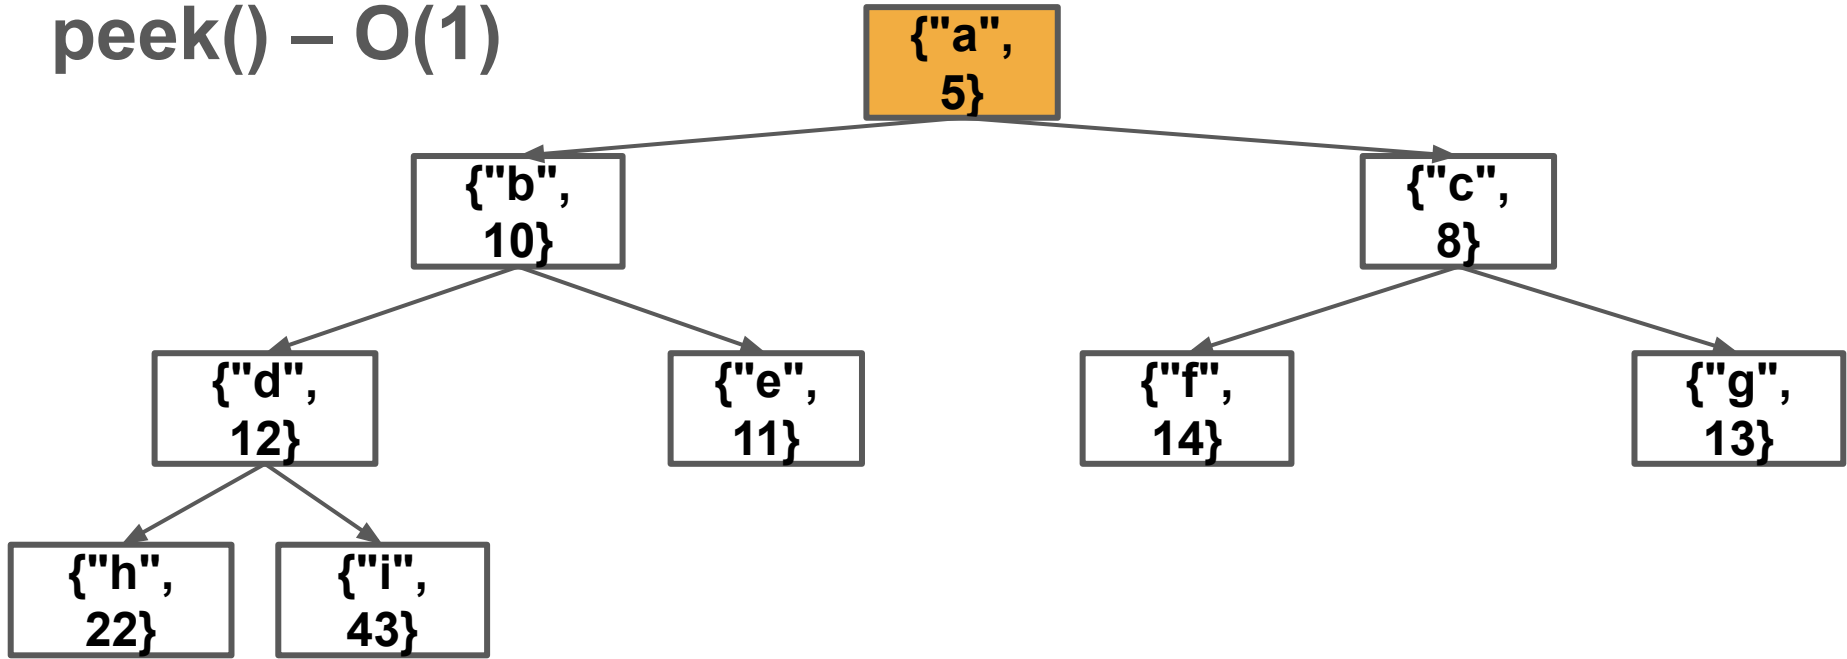 peek() – O(1)
{"a",
5}
{"b",
10}
{"c",
8}
{"d",
12}
{"e",
11}
{"f",
14}
{"g",
13}
{"h",
22}
{"i",
43}